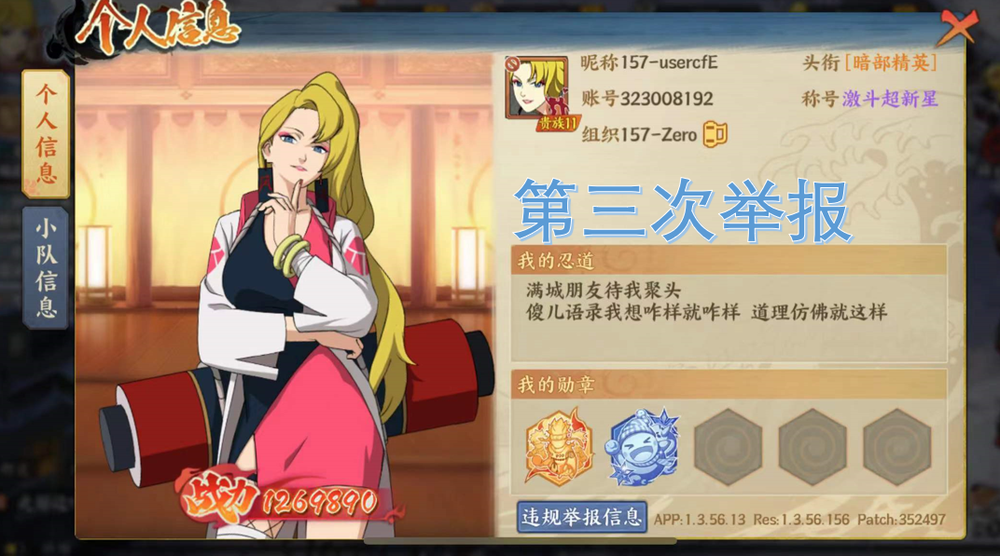 个人信息
个人信息
小队信息
昵称157-usercfE
头衔[暗部精英]
账号323008192
称号激斗超新星
贵族11
组织157-Zero
第三次举报
我的忍道
满城朋友待我聚头
傻儿语录我想咋样就咋样 道理仿佛就这样
我的勋章
战力1269890
违规举报信息
APP:1.3.56.13 Res:1.3.56.156 Patch:352497